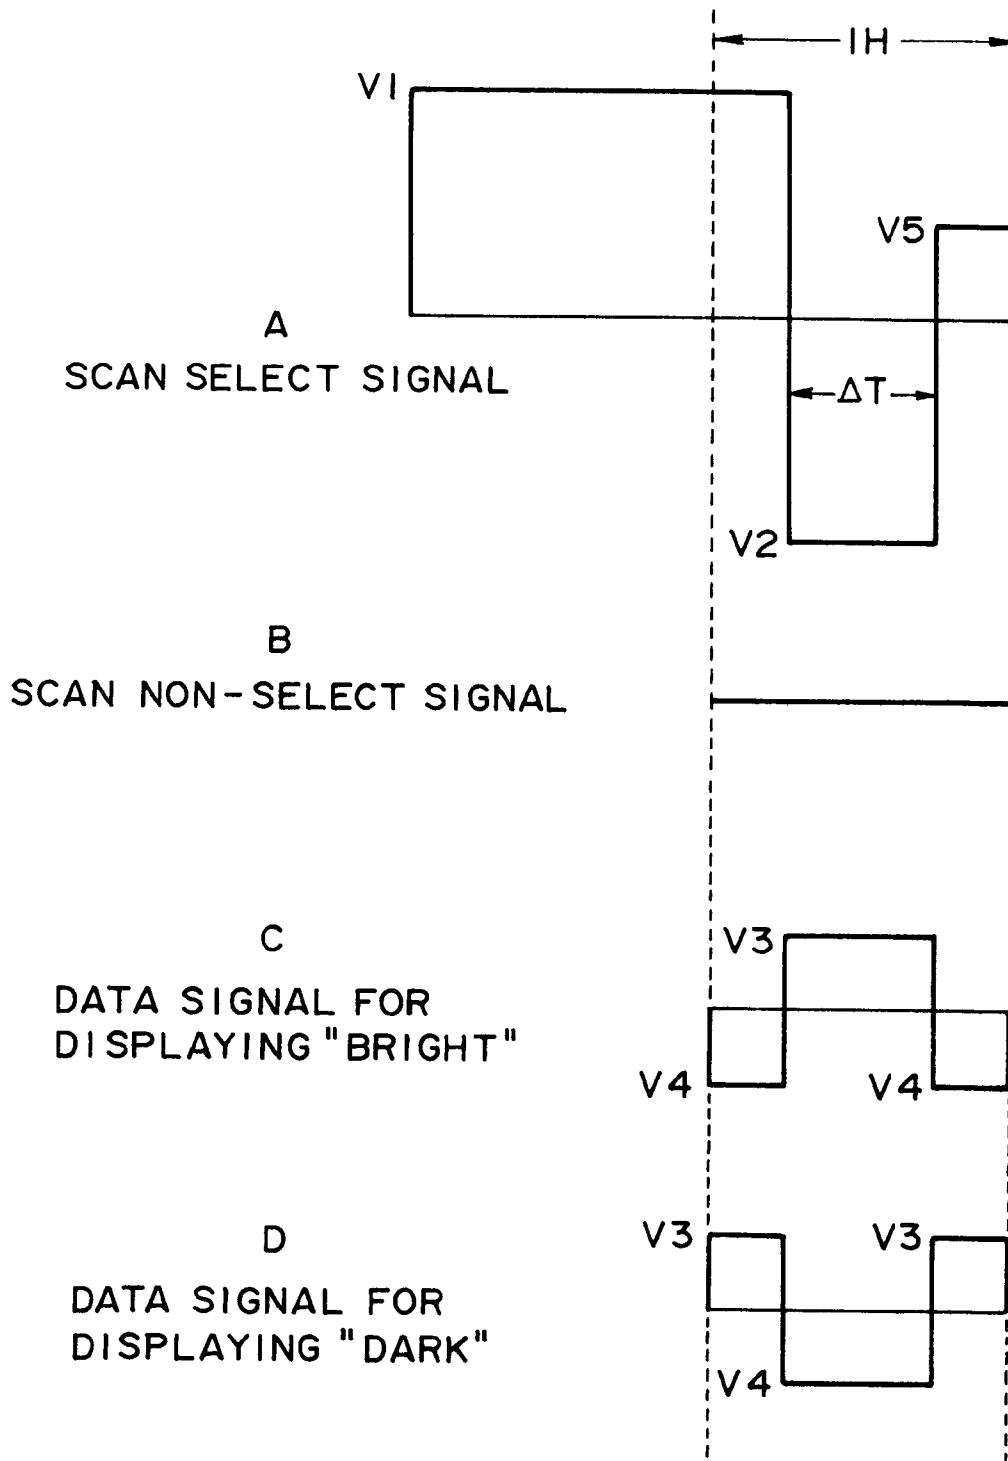 1H
V1
V5
A
SCAN SELECT SIGNAL
ΔT
V2
B
SCAN NON-SELECT SIGNAL
C
V3
DATA SIGNAL FOR
DISPLAYING "BRIGHT"
V4
V4
D
V3
V3
DATA SIGNAL FOR
DISPLAYING "DARK"
V4